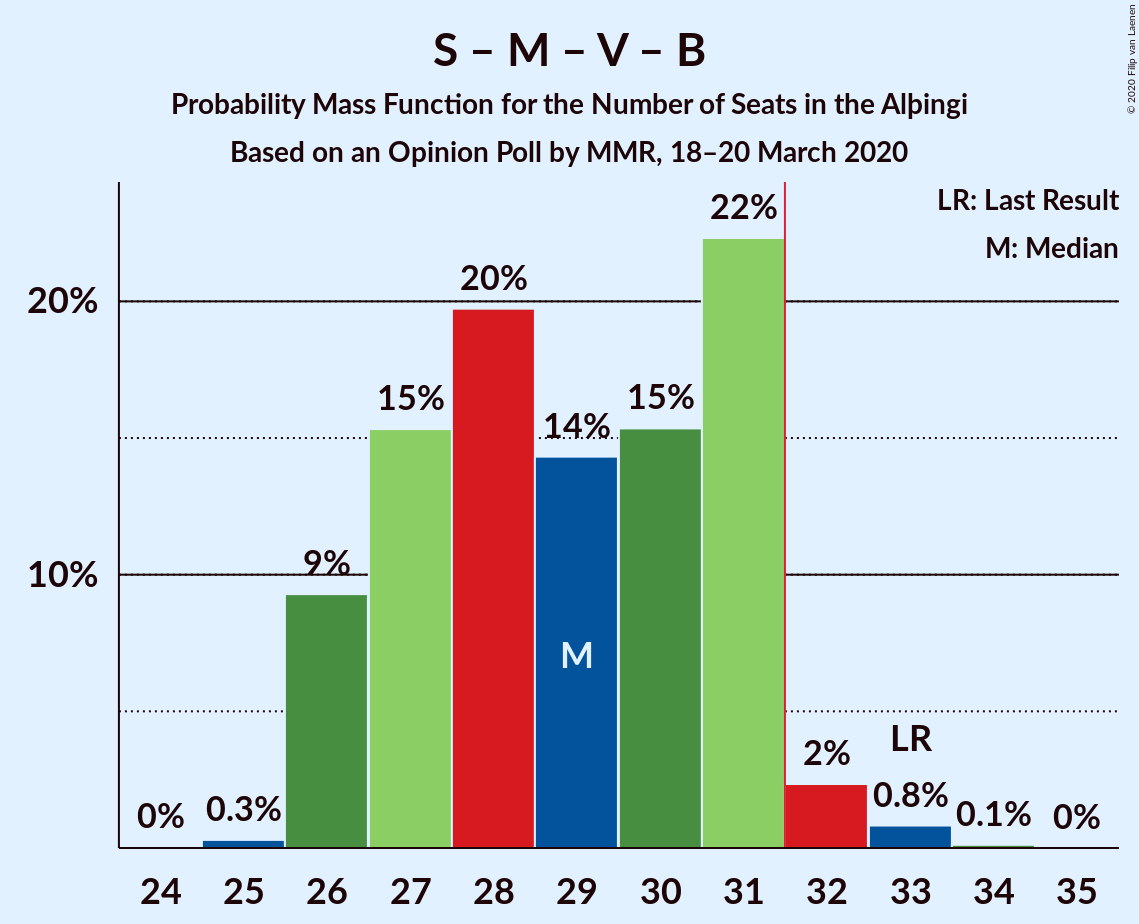 S – M – V – B
Probability Mass Function for the Number of Seats in the Alþingi
Based on an Opinion Poll by MMR, 18–20 March 2020
© 2020 Filip van Laenen
LR: Last Result
M: Median
20%
10%
0%
0.3%
9%
15%
20%
14%
15%
22%
2%
0.8%
0.1%
0%
M
LR
24 25 26 27 28 29 30 31 32 33 34 35